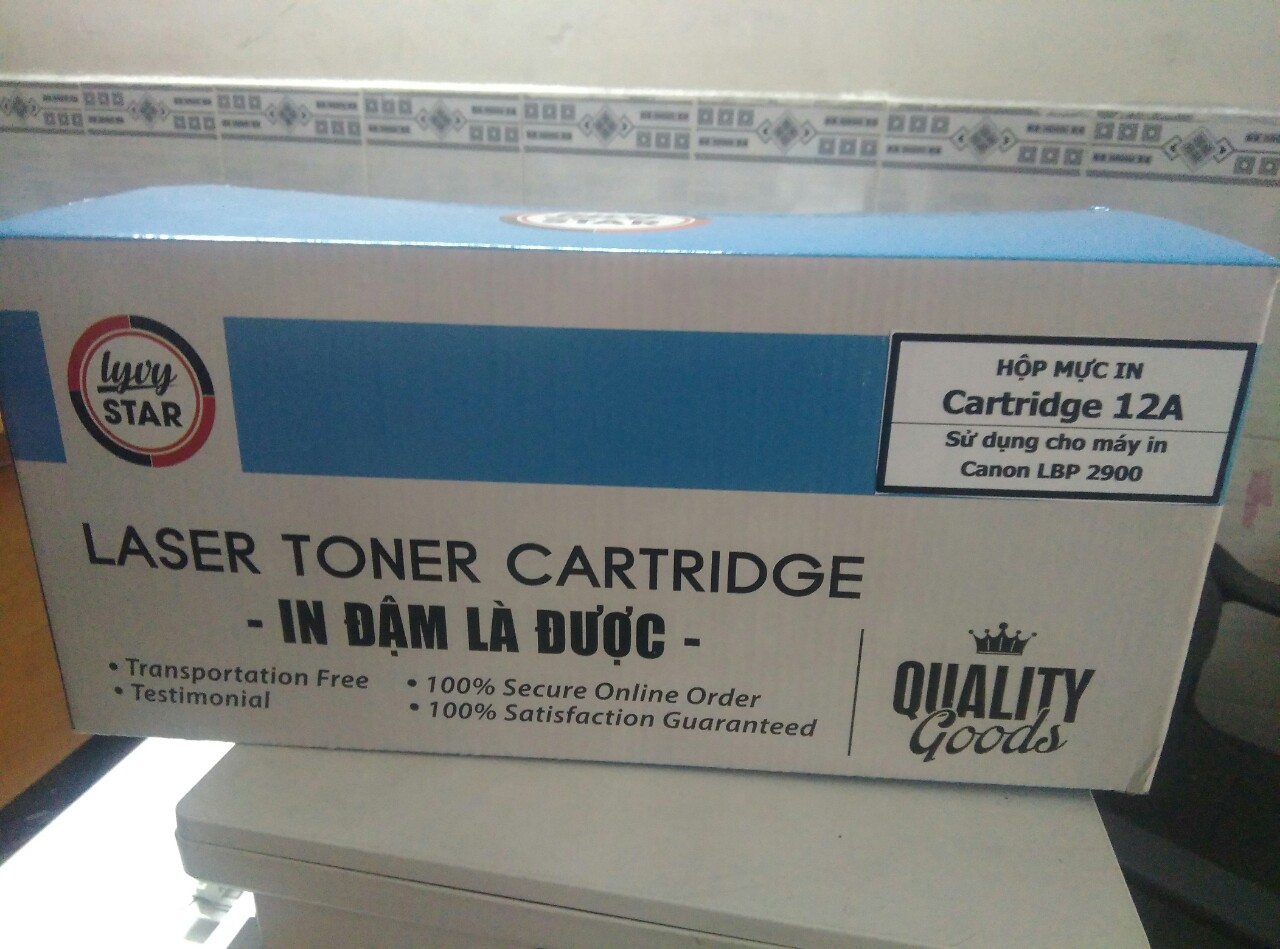 lyvy
STAR
HỘP MỰC IN
Cartridge 12A
Sử dụng cho máy in
Canon LBP 2900
LASER TONER CARTRIDGE
- IN ĐẬM LÀ ĐƯỢC -
• Transportation Free
• Testimonial
• 100% Secure Online Order
• 100% Satisfaction Guaranteed
QUALITY
Goods